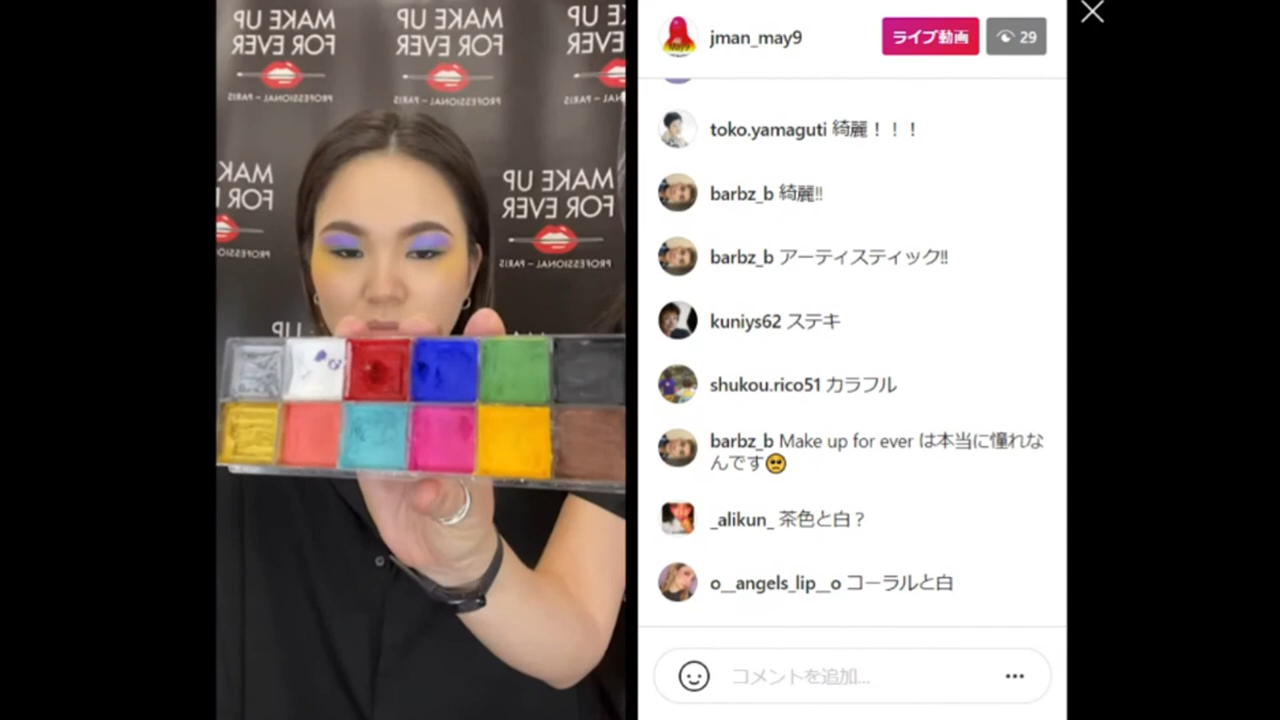 MAKE UP
FOR EVER
PROFESSIONAL – PARIS
MAKE UP
FOR EVER
PROFESSIONAL – PARIS
MAKE UP
FOR EVER
PROFESSIONAL – PARIS
MAKE UP
FOR EVER
PROFESSIONAL – PARIS
jman_may9
ライブ動画
29
toko.yamaguti 綺麗！！！
barbz_b 綺麗!!
barbz_b アーティスティック!!
kuniys62 ステキ
shukou.rico51 カラフル
barbz_b Make up for ever は本当に憧れな
んです🥺
_alikun_ 茶色と白？
o__angels_lip__o コーラルと白
コメントを追加...